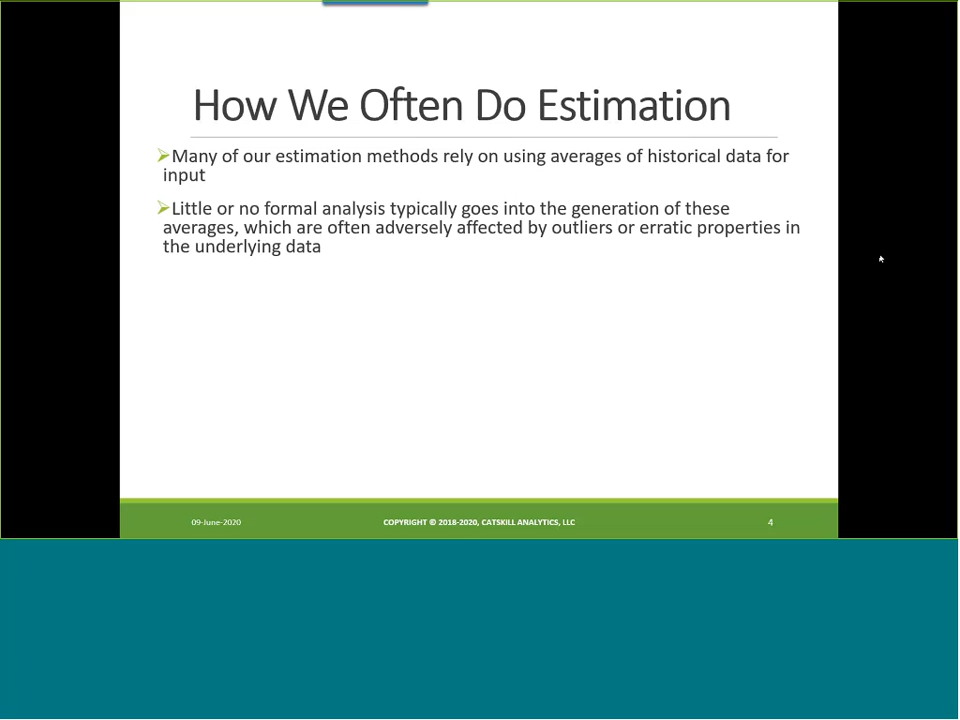 How We Often Do Estimation
Many of our estimation methods rely on using averages of historical data for
input
Little or no formal analysis typically goes into the generation of these
averages, which are often adversely affected by outliers or erratic properties in
the underlying data
09-June-2020
COPYRIGHT © 2018-2020, CATSKILL ANALYTICS, LLC
4